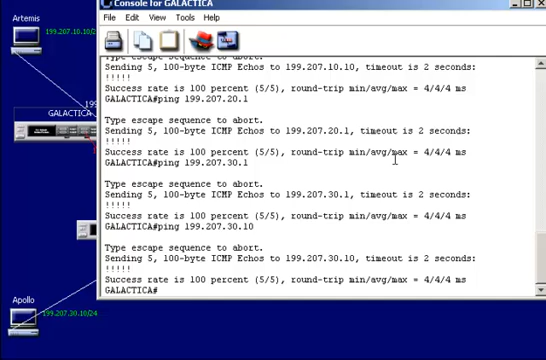 Console for GALACTICA
File Edit View Tools Help
Type escape sequence to abort.
Sending 5, 100-byte ICMP Echos to 199.207.10.10, timeout is 2 seconds:
!!!!!
Success rate is 100 percent (5/5), round-trip min/avg/max = 4/4/4 ms
GALACTICA#ping 199.207.20.1
Type escape sequence to abort.
Sending 5, 100-byte ICMP Echos to 199.207.20.1, timeout is 2 seconds:
!!!!!
Success rate is 100 percent (5/5), round-trip min/avg/max = 4/4/4 ms
GALACTICA#ping 199.207.30.1
Type escape sequence to abort.
Sending 5, 100-byte ICMP Echos to 199.207.30.1, timeout is 2 seconds:
!!!!!
Success rate is 100 percent (5/5), round-trip min/avg/max = 4/4/4 ms
GALACTICA#ping 199.207.30.10
Type escape sequence to abort.
Sending 5, 100-byte ICMP Echos to 199.207.30.10, timeout is 2 seconds:
!!!!!
Success rate is 100 percent (5/5), round-trip min/avg/max = 4/4/4 ms
GALACTICA#
Artemis
199.207.10.10/2
199
GALACTICA
Apollo
199.207.30.10/24